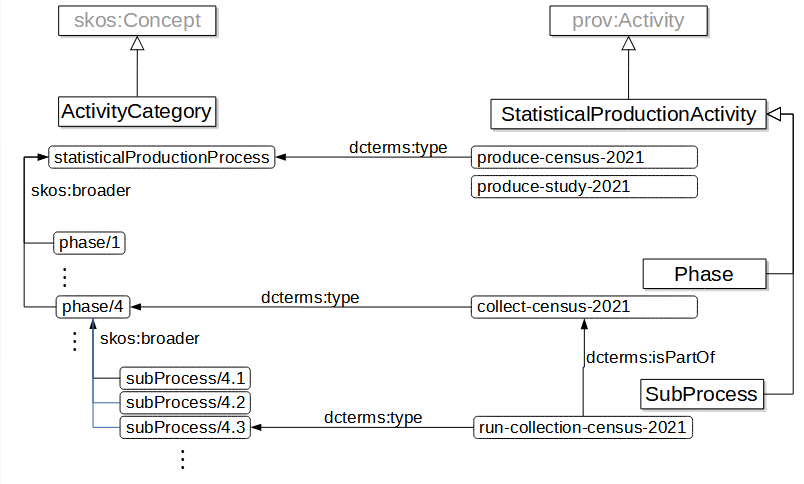 skos:Concept
prov:Activity
ActivityCategory
StatisticalProductionActivity
statisticalProductionProcess
dcterms:type
produce-census-2021
skos:broader
produce-study-2021
phase/1
Phase
phase/4
dcterms:type
collect-census-2021
skos:broader
dcterms:isPartOf
subProcess/4.1
SubProcess
subProcess/4.2
subProcess/4.3
dcterms:type
run-collection-census-2021